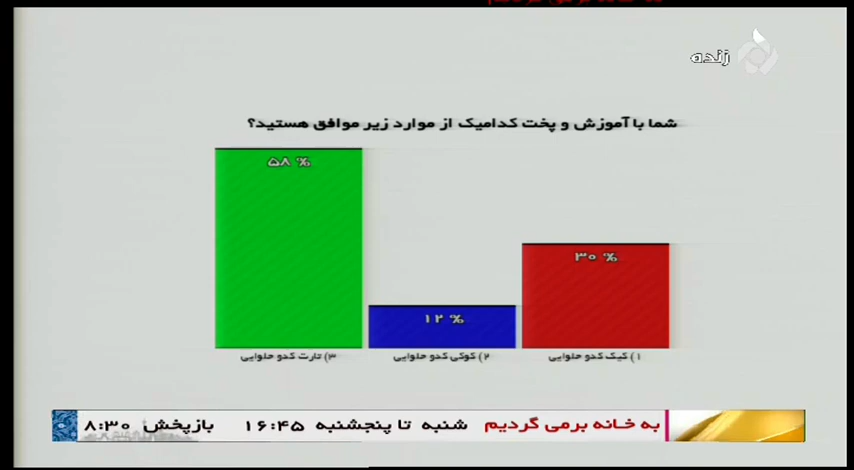 زنده
شما با آموزش و پخت کدامیک از موارد زیر موافق هستید؟
۵۸ %
۱۲ %
۳۰ %
۱) کیک کدو حلوایی
۲) کوکی کدو حلوایی
۳) تارت کدو حلوایی
به خانه برمی گردیم شنبه تا پنجشنبه ۱۶:۴۵ بازپخش ۸:۳۰